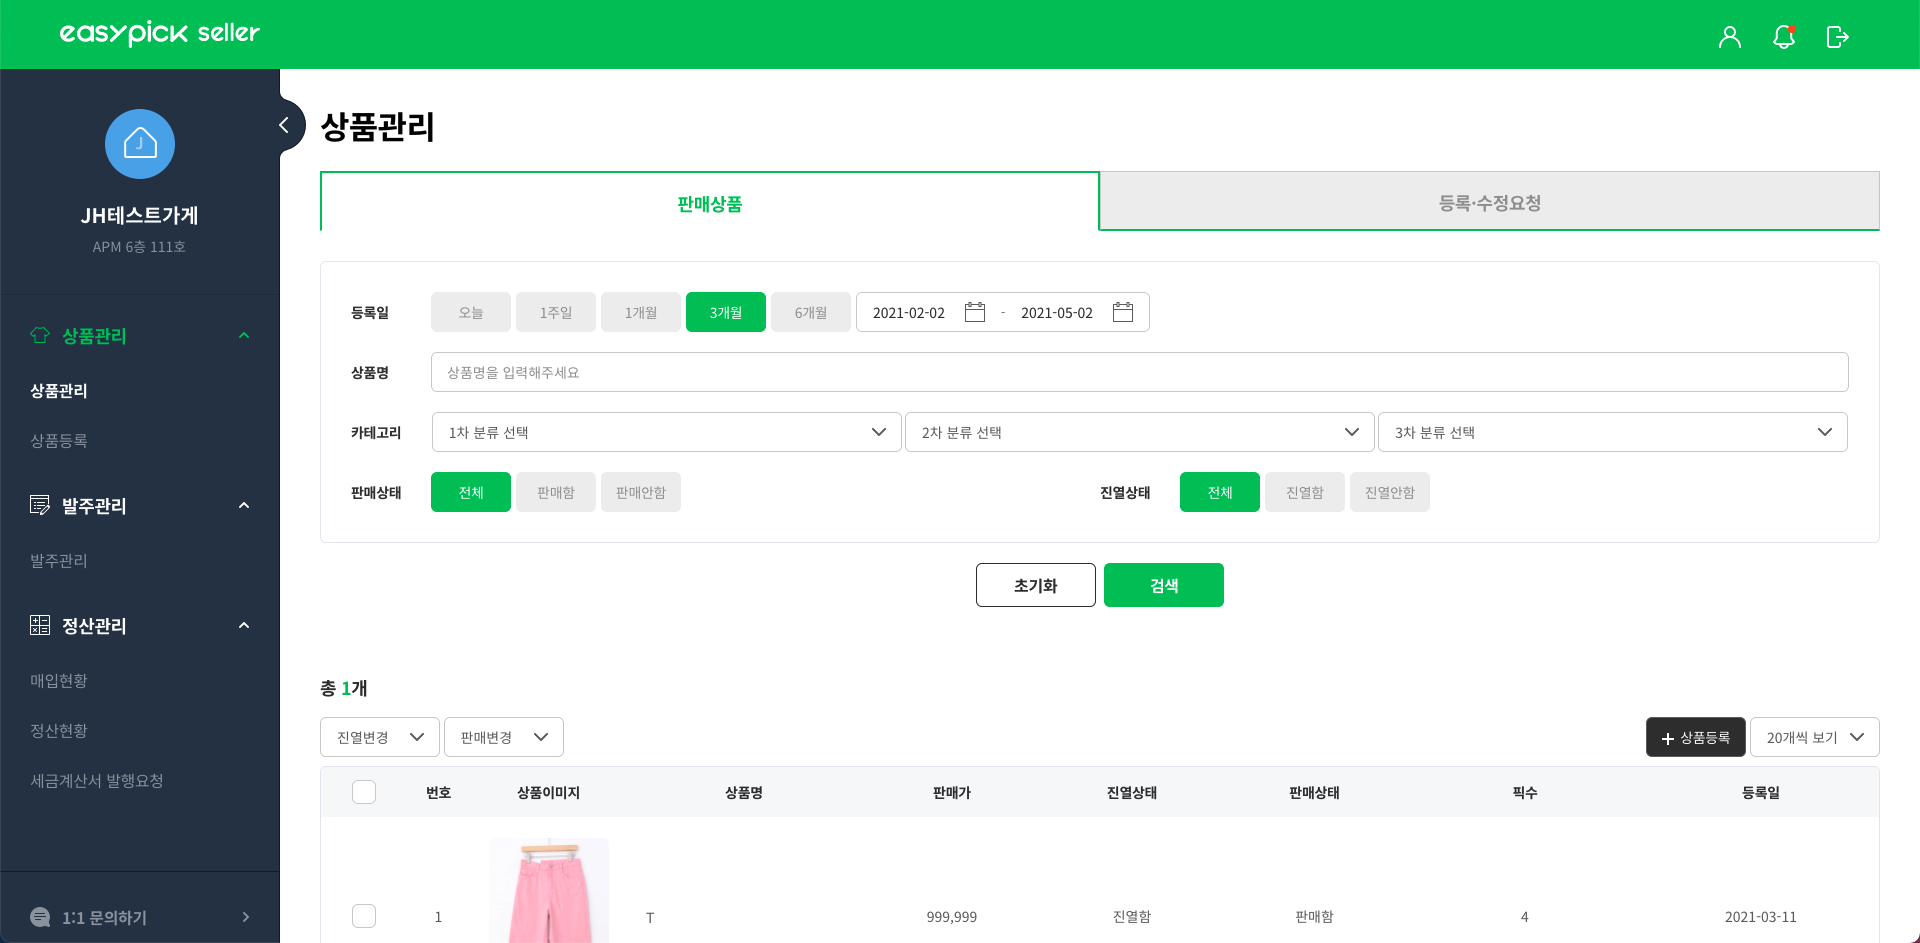 easypick seller
J
JH테스트가게
APM 6층 111호
상품관리
상품관리
상품등록
발주관리
발주관리
정산관리
매입현황
정산현황
세금계산서 발행요청
1:1 문의하기
상품관리
판매상품
등록·수정요청
등록일
오늘
1주일
1개월
3개월
6개월
2021-02-02 - 2021-05-02
상품명
상품명을 입력해주세요
카테고리
1차 분류 선택
2차 분류 선택
3차 분류 선택
판매상태
전체
판매함
판매안함
진열상태
전체
진열함
진열안함
초기화
검색
총 1개
진열변경
판매변경
+ 상품등록
20개씩 보기
번호 상품이미지 상품명 판매가 진열상태 판매상태 픽수 등록일
1 T 999,999 진열함 판매함 4 2021-03-11